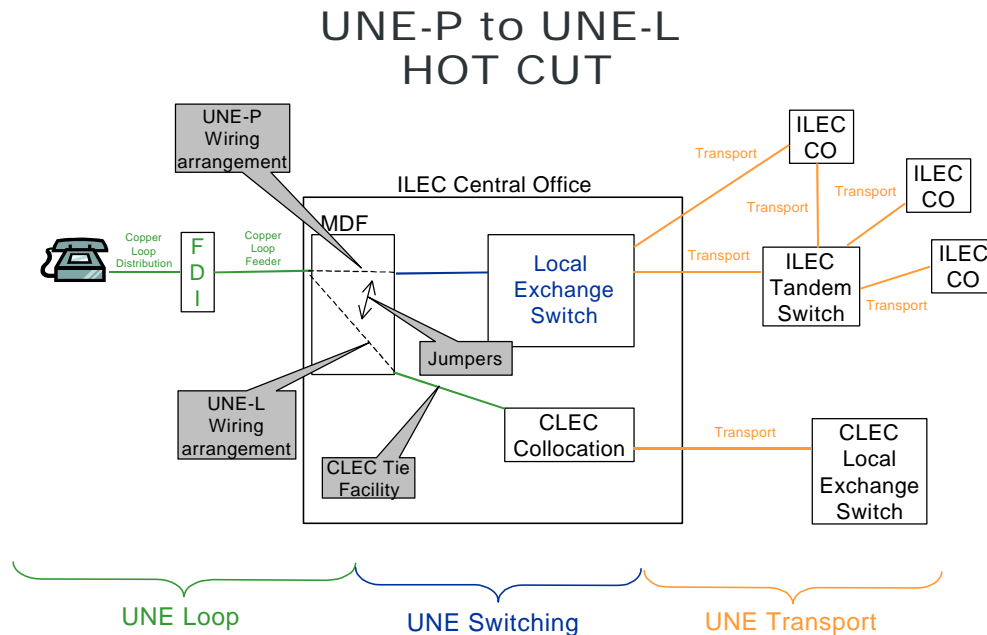 UNE-P to UNE-L
HOT CUT
UNE-P
Wiring
arrangement
ILEC Central Office
MDF
Copper
Loop
Distribution
F
D
I
Copper
Loop
Feeder
Local
Exchange
Switch
Jumpers
UNE-L
Wiring
arrangement
CLEC Tie
Facility
CLEC
Collocation
Transport
ILEC
CO
Transport
Transport
ILEC
CO
Transport
ILEC
Tandem
Switch
ILEC
CO
Transport
Transport
CLEC
Local
Exchange
Switch
UNE Loop
UNE Switching
UNE Transport